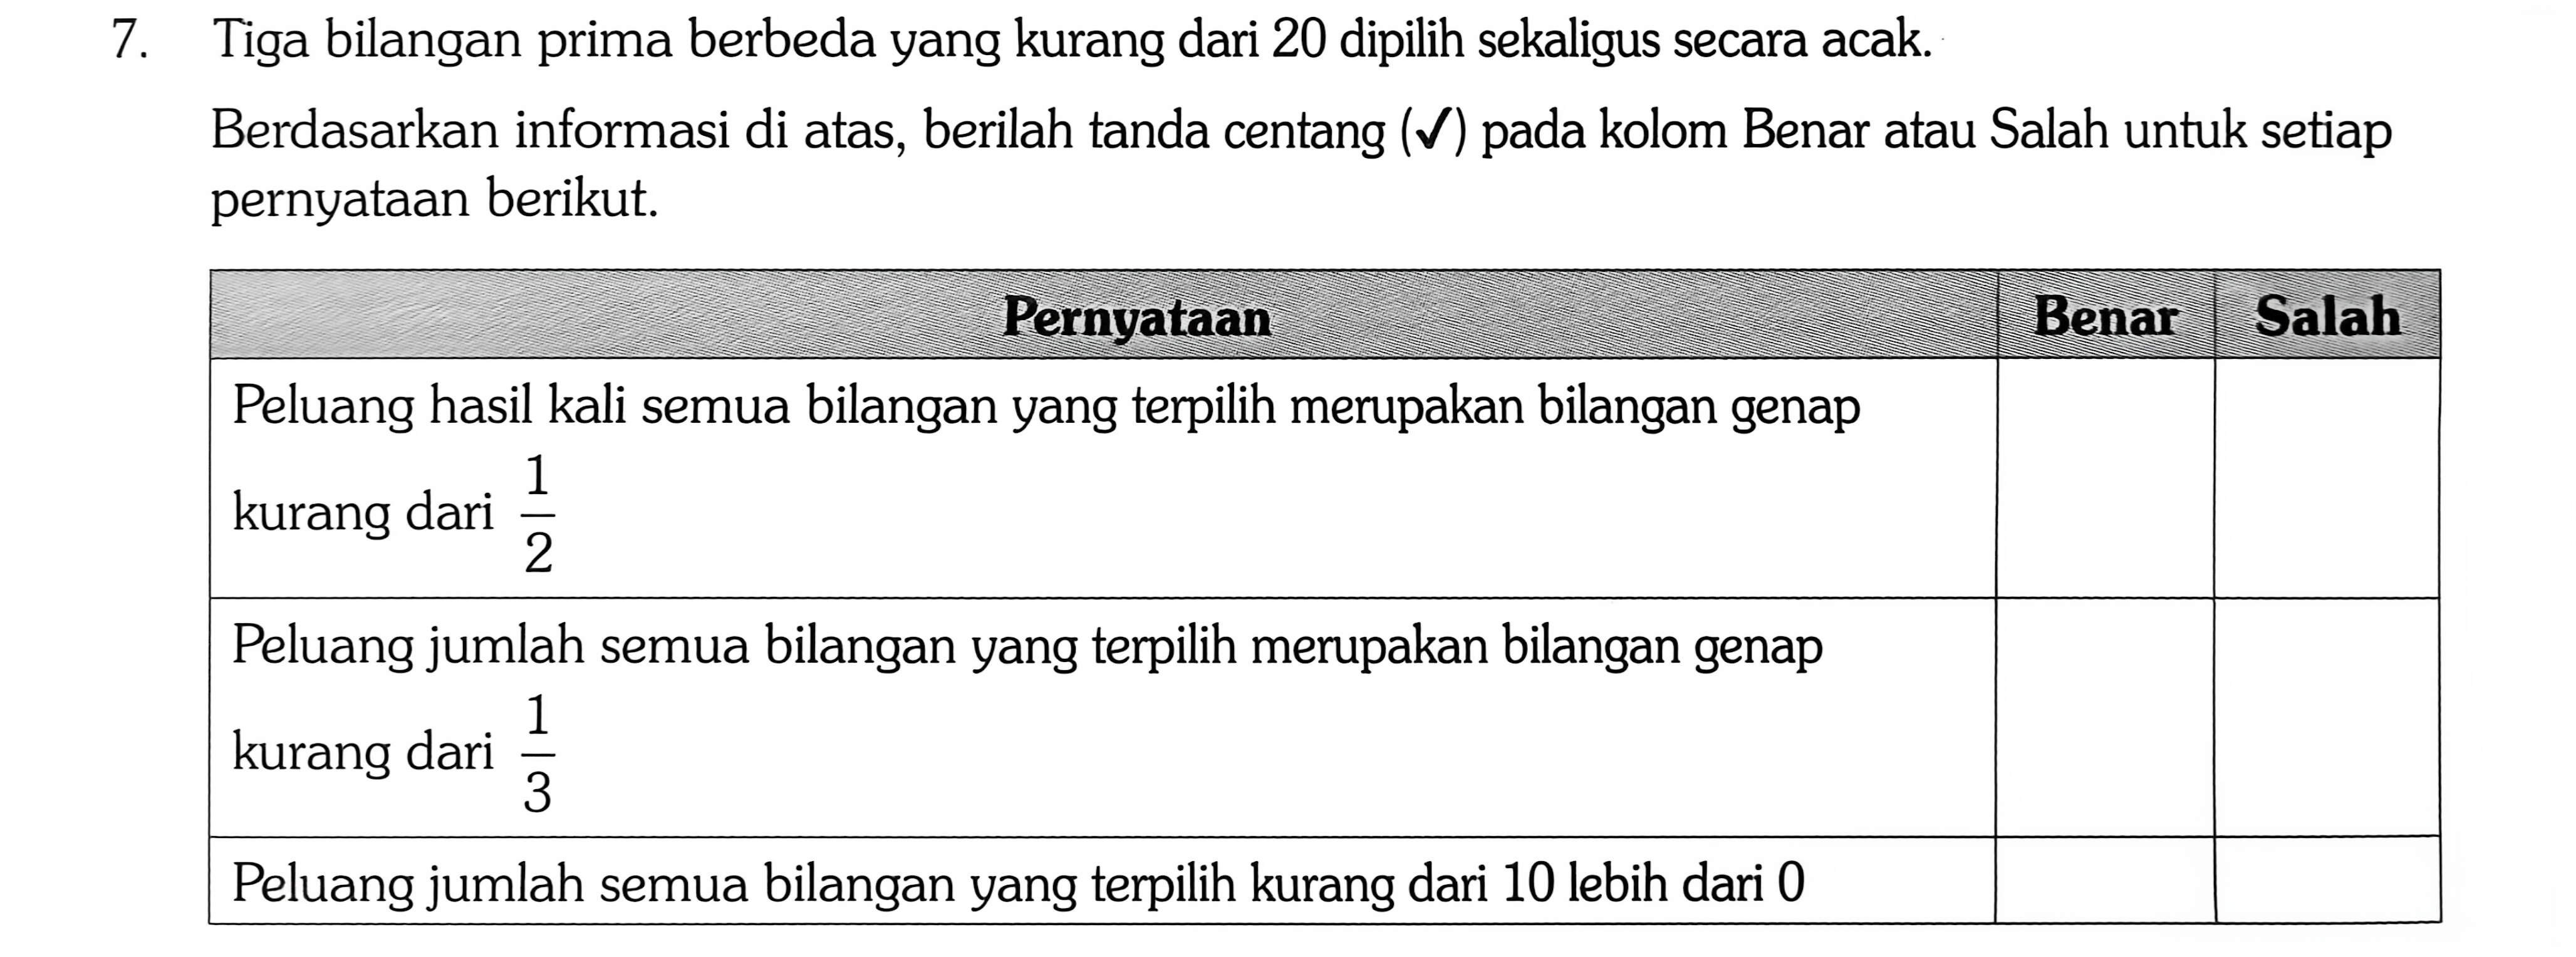 7. Tiga bilangan prima berbeda yang kurang dari 20 dipilih sekaligus secara acak.
Berdasarkan informasi di atas, berilah tanda centang (✓) pada kolom Benar atau Salah untuk setiap
pernyataan berikut.
Pernyataan Benar Salah
Peluang hasil kali semua bilangan yang terpilih merupakan bilangan genap
kurang dari 1/2
Peluang jumlah semua bilangan yang terpilih merupakan bilangan genap
kurang dari 1/3
Peluang jumlah semua bilangan yang terpilih kurang dari 10 lebih dari 0